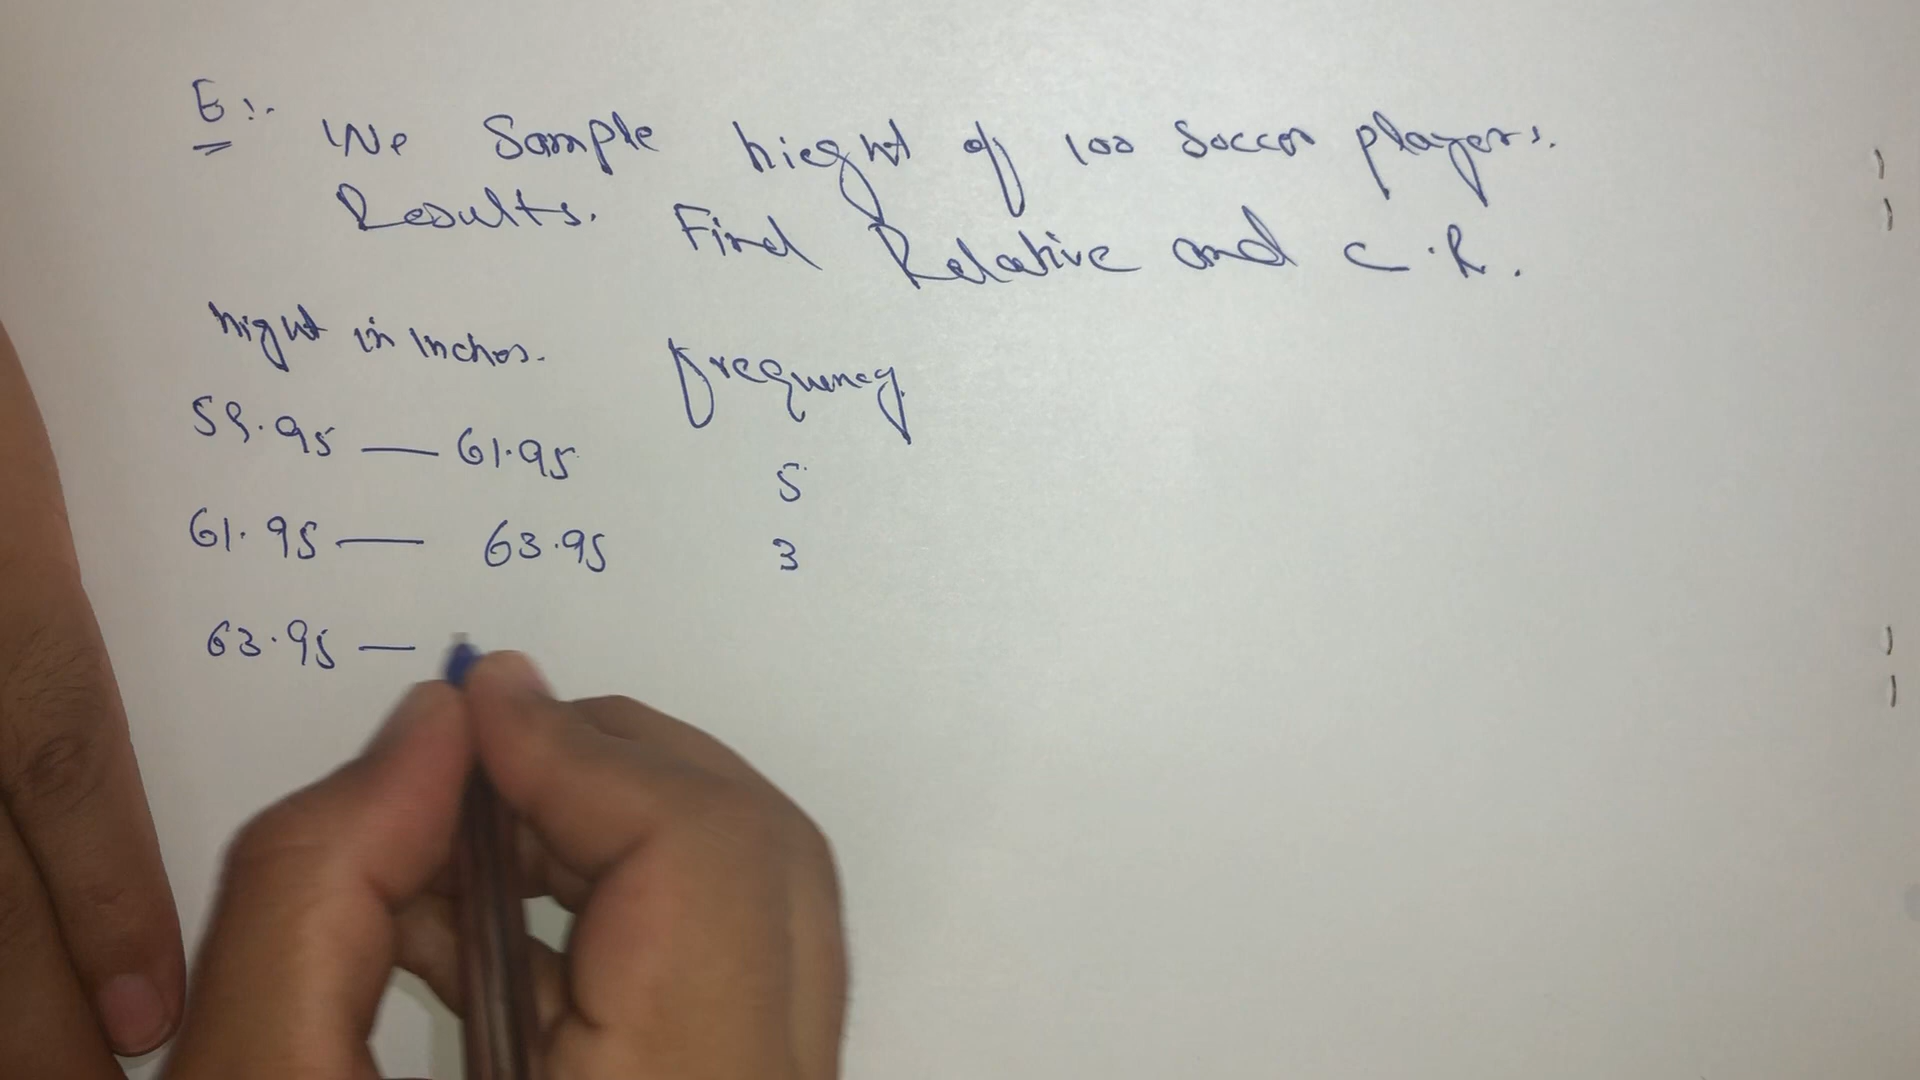 E:-
We Sample hieght of 100 Soccer players.
Results. Find Relative and C.R.
hight in Inches. frequency
59.95 — 61.95 5
61.95 — 63.95 3
63.95 —